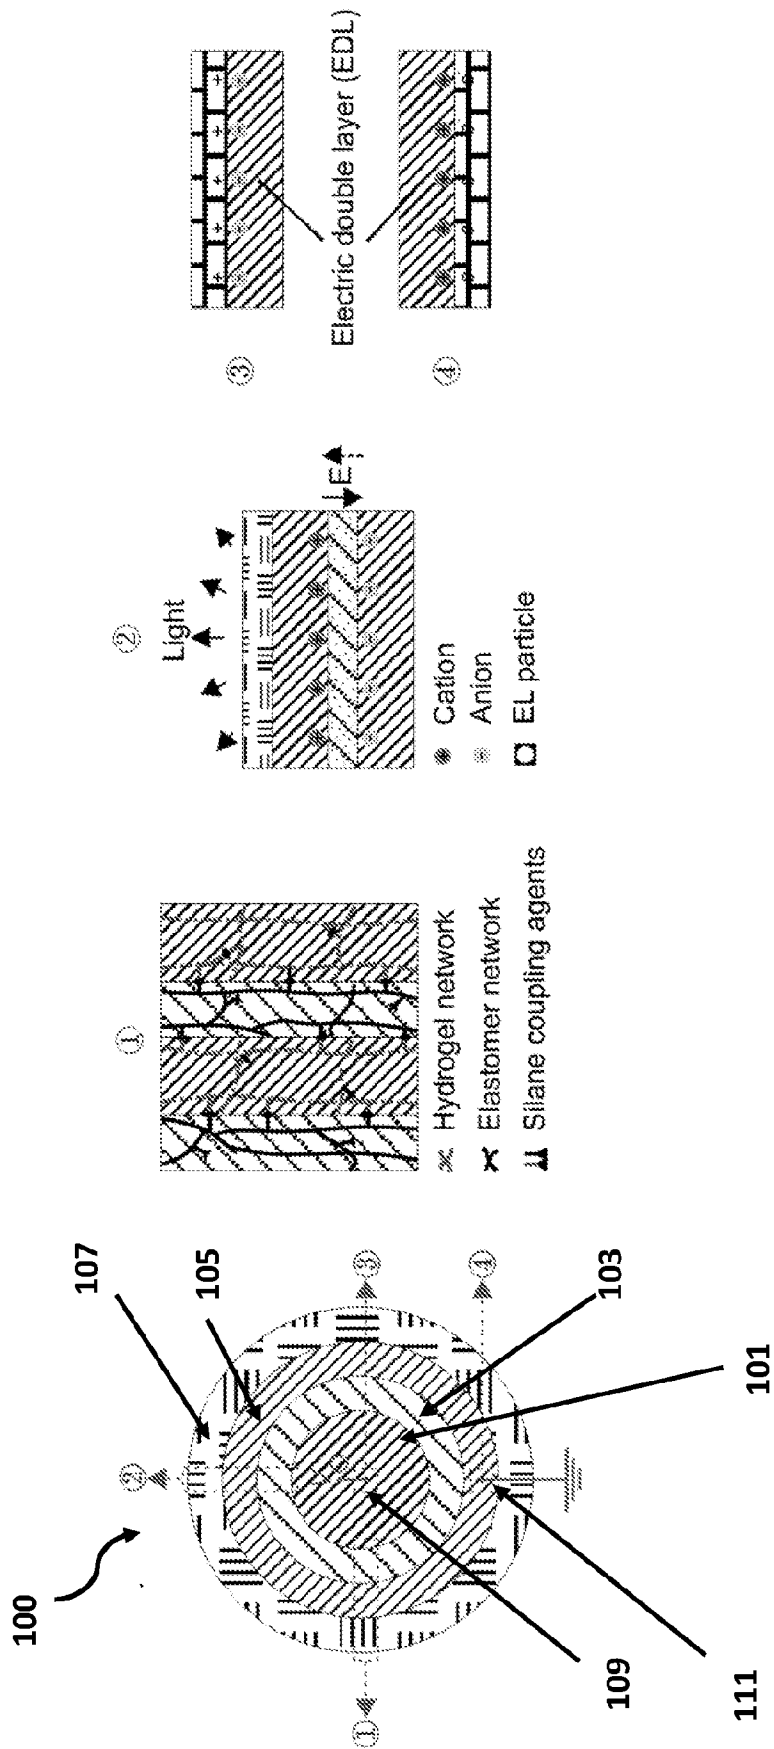 100
107
105
②
③
④
①
103
101
109
111
①
Hydrogel network
Elastomer network
Silane coupling agents
②
Light
E
Cation
Anion
EL particle
③
Electric double layer (EDL)
④